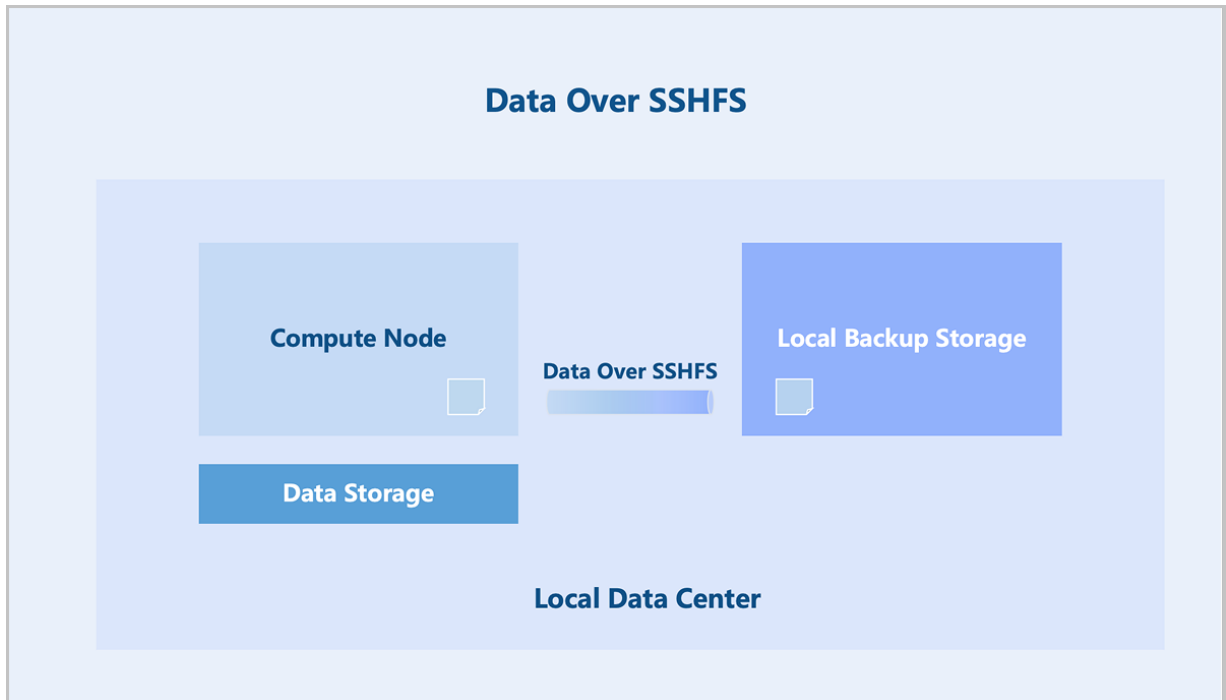 Data Over SSHFS
Compute Node
Data Over SSHFS
Local Backup Storage
Data Storage
Local Data Center